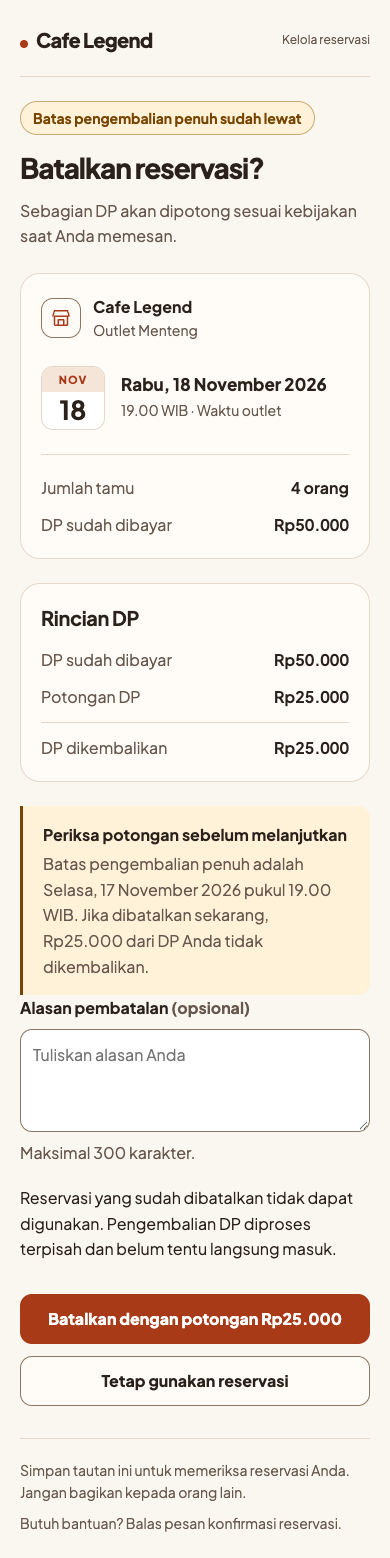 Cafe Legend
Kelola reservasi
Batas pengembalian penuh sudah lewat
Batalkan reservasi?
Sebagian DP akan dipotong sesuai kebijakan
saat Anda memesan.
Cafe Legend
Outlet Menteng
NOV
18
Rabu, 18 November 2026
19.00 WIB · Waktu outlet
Jumlah tamu 4 orang
DP sudah dibayar Rp50.000
Rincian DP
DP sudah dibayar Rp50.000
Potongan DP Rp25.000
DP dikembalikan Rp25.000
Periksa potongan sebelum melanjutkan
Batas pengembalian penuh adalah
Selasa, 17 November 2026 pukul 19.00
WIB. Jika dibatalkan sekarang,
Rp25.000 dari DP Anda tidak
dikembalikan.
Alasan pembatalan (opsional)
Tuliskan alasan Anda
Maksimal 300 karakter.
Reservasi yang sudah dibatalkan tidak dapat
digunakan. Pengembalian DP diproses
terpisah dan belum tentu langsung masuk.
Batalkan dengan potongan Rp25.000
Tetap gunakan reservasi
Simpan tautan ini untuk memeriksa reservasi Anda.
Jangan bagikan kepada orang lain.
Butuh bantuan? Balas pesan konfirmasi reservasi.